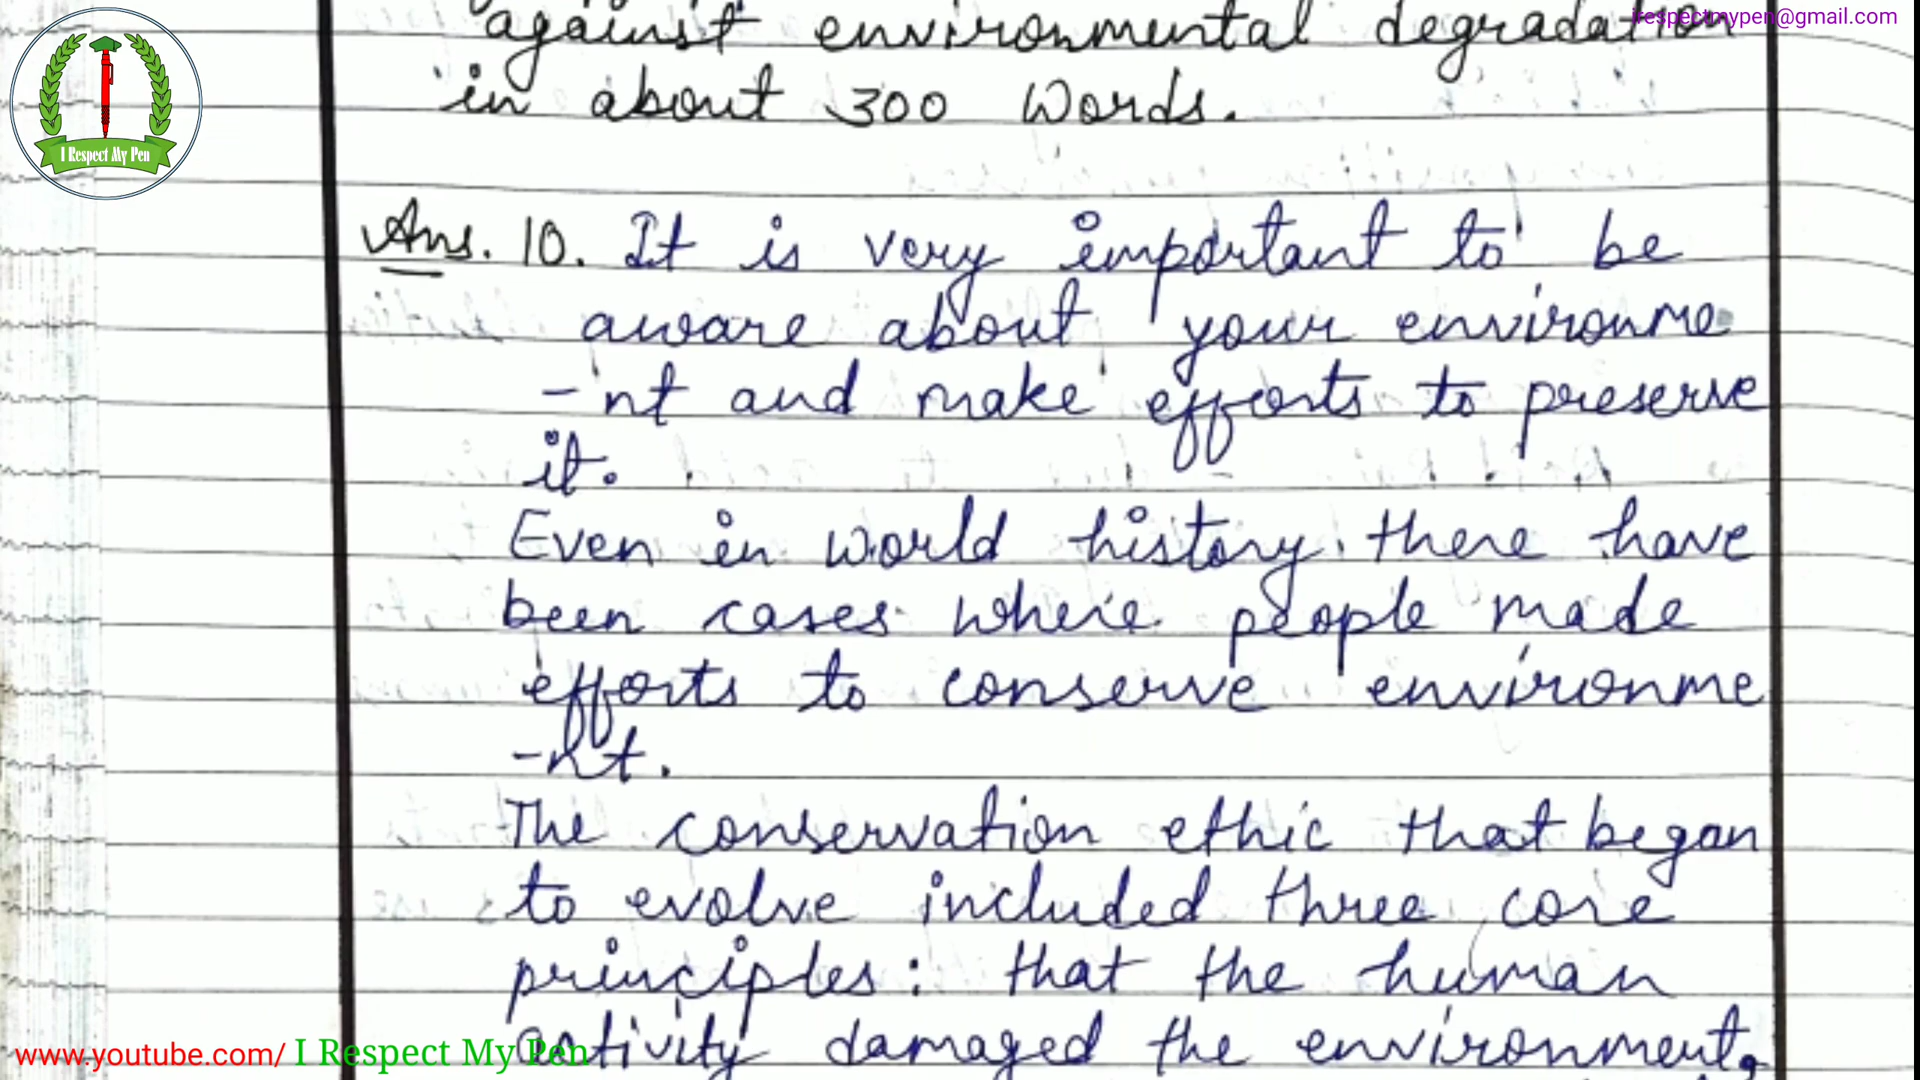 irespectmypen@gmail.com
against environmental degradation
in about 300 Words.
I Respect My Pen
Ans. 10. It is very important to be
aware about your environme
-nt and make efforts to preserve
it.
Even in world history there have
been cases where people made
efforts to conserve environme
-nt.
The conservation ethic that began
to evolve included three core
principles: that the human
activity damaged the environment,
www.youtube.com/ I Respect My Pen